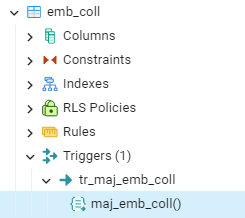 emb_coll
Columns
Constraints
Indexes
RLS Policies
Rules
Triggers (1)
tr_maj_emb_coll
maj_emb_coll()